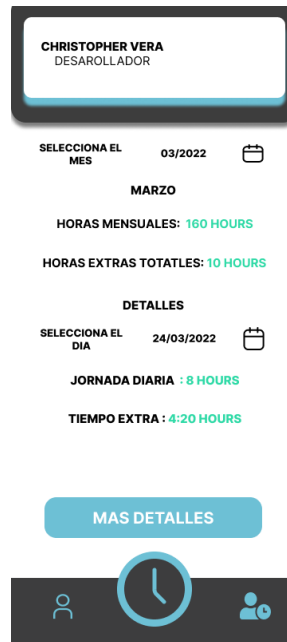 CHRISTOPHER VERA
DESAROLLADOR
SELECCIONA EL
MES
03/2022
MARZO
HORAS MENSUALES: 160 HOURS
HORAS EXTRAS TOTATLES: 10 HOURS
DETALLES
SELECCIONA EL
DIA
24/03/2022
JORNADA DIARIA : 8 HOURS
TIEMPO EXTRA : 4:20 HOURS
MAS DETALLES